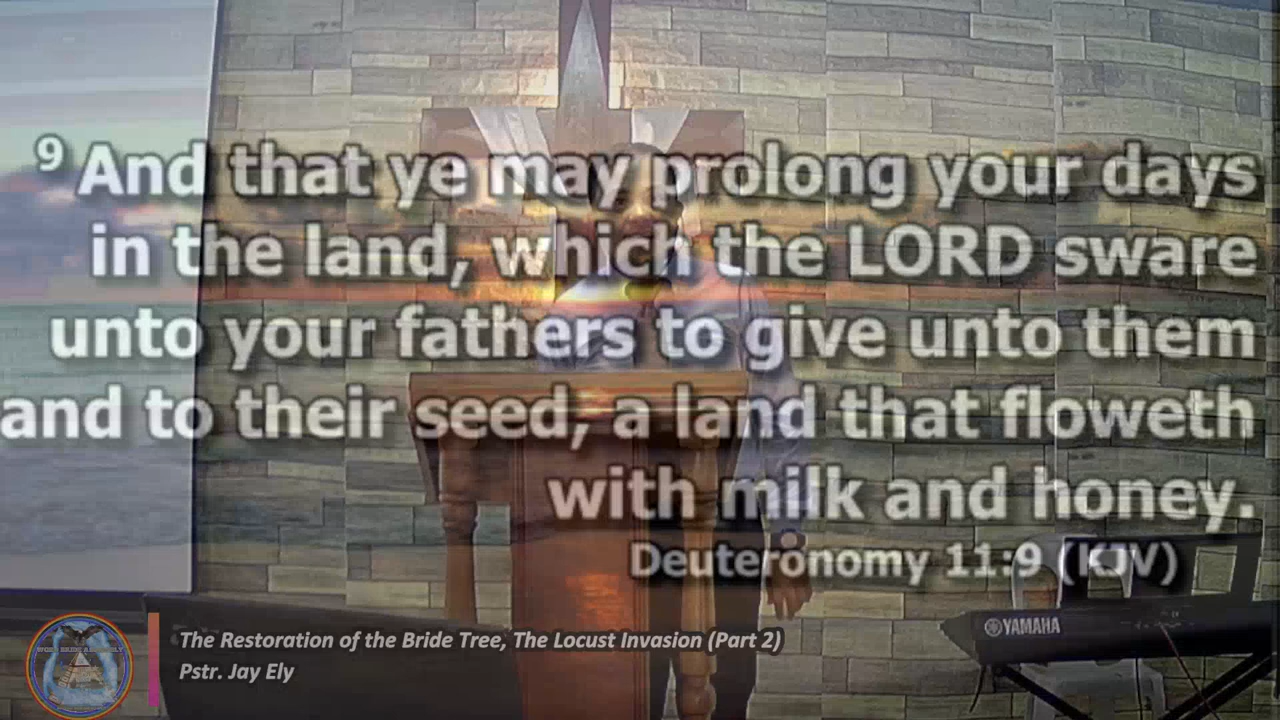 9 And that ye may prolong your days
in the land, which the LORD sware
unto your fathers to give unto them
and to their seed, a land that floweth
with milk and honey.
Deuteronomy 11:9 (KJV)
YAMAHA
The Restoration of the Bride Tree, The Locust Invasion (Part 2)
Pstr. Jay Ely